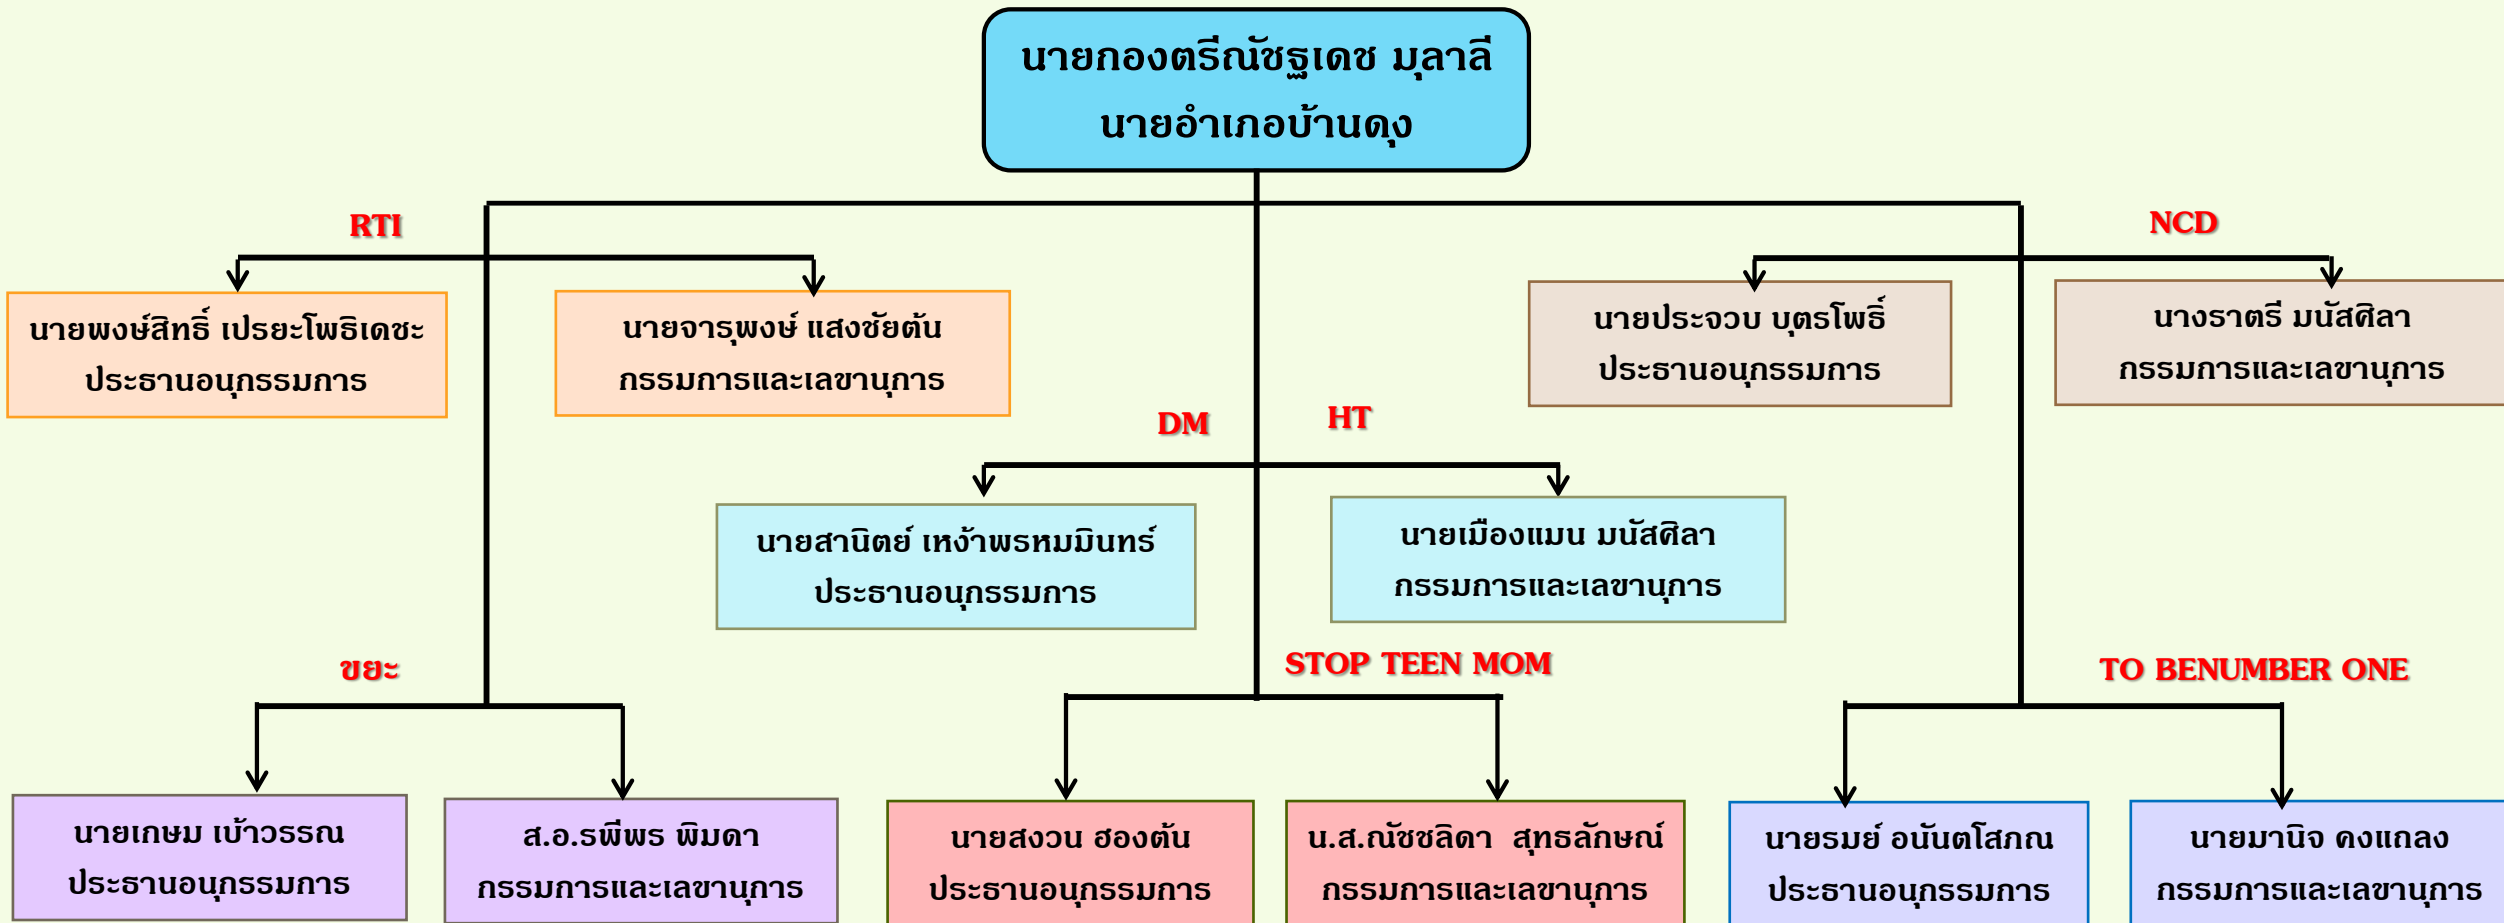 นายกองตรีณัชฐเดช มุลาลี
นายอำเภอบ้านดุง
RTI
NCD
นายพงษ์สิทธิ์ เปรยะโพธิเดชะ
ประธานอนุกรรมการ
นายจารุพงษ์ แสงชัยต้น
กรรมการและเลขานุการ
นายประจวบ บุตรโพธิ์
ประธานอนุกรรมการ
นางราตรี มนัสศิลา
กรรมการและเลขานุการ
DM
HT
นายสานิตย์ เหง้าพรหมมินทร์
ประธานอนุกรรมการ
นายเมืองแมน มนัสศิลา
กรรมการและเลขานุการ
ขยะ
STOP TEEN MOM
TO BENUMBER ONE
นายเกษม เบ้าวรรณ
ประธานอนุกรรมการ
ส.อ.รพีพร พิมดา
กรรมการและเลขานุการ
นายสงวน ฮองต้น
ประธานอนุกรรมการ
น.ส.ณัชชลิดา สุทธลักษณ์
กรรมการและเลขานุการ
นายรมย์ อนันตโสภณ
ประธานอนุกรรมการ
นายมานิจ คงแถลง
กรรมการและเลขานุการ